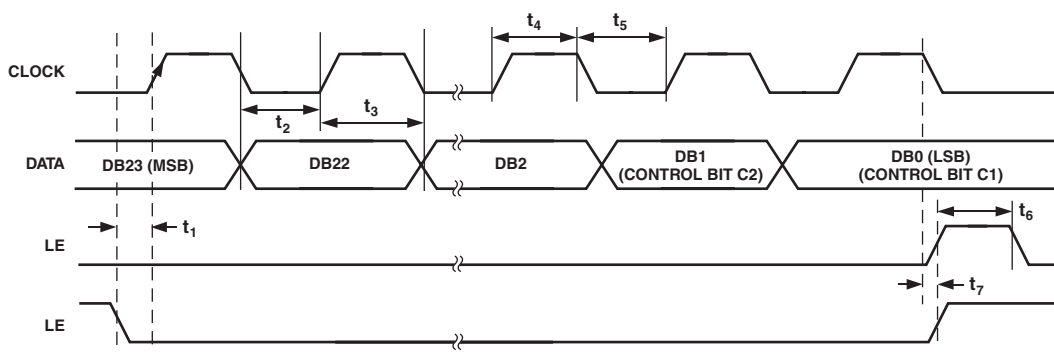 t4
t5
CLOCK
t2
t3
DATA
DB23 (MSB)
DB22
DB2
DB1
(CONTROL BIT C2)
DB0 (LSB)
(CONTROL BIT C1)
t1
t6
LE
t7
LE